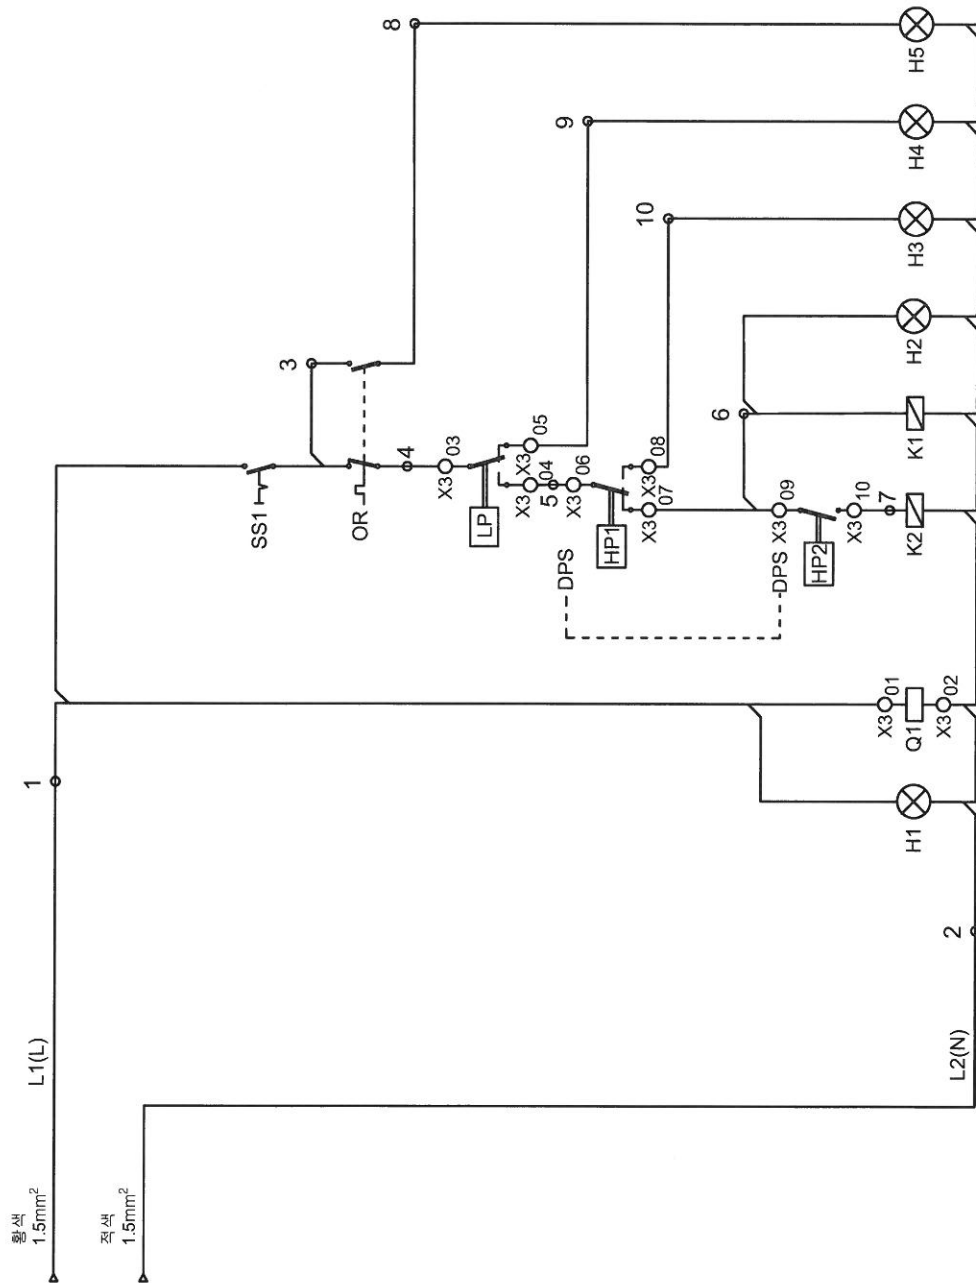 황색
1.5mm²
적색
1.5mm²
L1(L)
L2(N)
1
2
3
4
5
6
7
8
9
10
SS1
OR
X3 03
LP
X3 04
X3 05
X3 06
DPS
HP1
X3 07
X3 08
DPS
X3 09
HP2
X3 10
X3 01
Q1
X3 02
H1
K2
K1
H2
H3
H4
H5